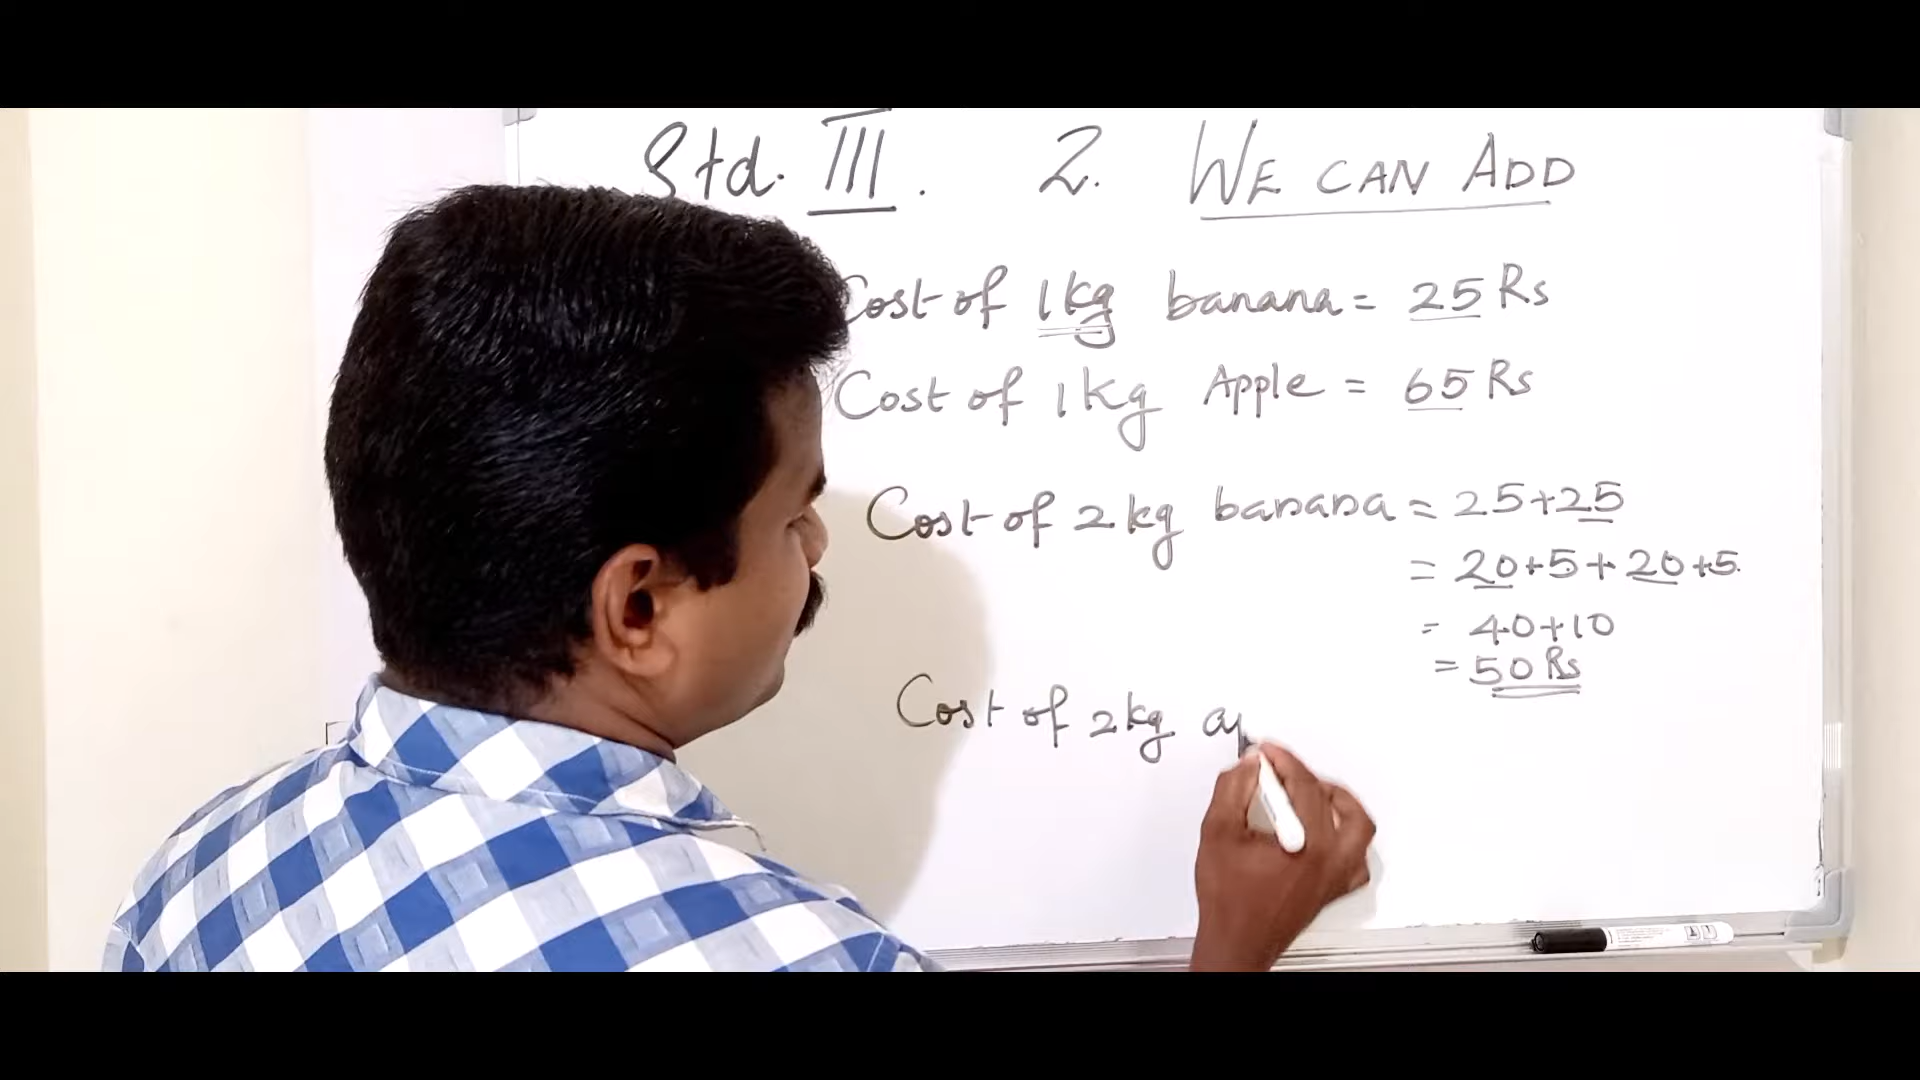 Std. III. 2. WE CAN ADD
Cost of 1kg banana = 25 Rs
Cost of 1kg Apple = 65 Rs
Cost of 2kg banana = 25+25
= 20+5+20+5.
= 40+10
= 50 Rs
Cost of 2kg ap